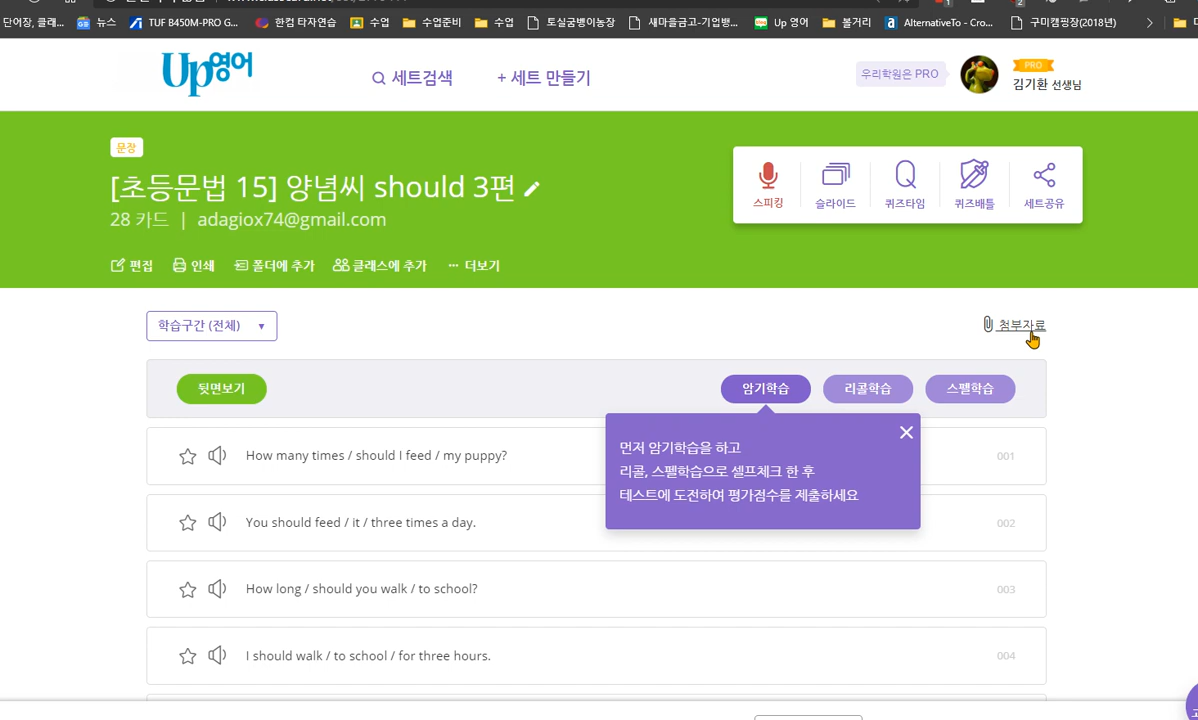 단어장, 클래... 뉴스 TUF B450M-PRO G... 한컴 타자연습 수업 수업준비 수업 토실금뱅이농장 새마을금고-기업뱅... Up 영어 볼거리 AlternativeTo - Cro... 구미캠핑장(2018년)
Up영어
세트검색
+ 세트 만들기
우리학원은 PRO
PRO
김기환 선생님
문장
[초등문법 15] 양념씨 should 3편
28 카드 | adagiox74@gmail.com
편집 인쇄 폴더에 추가 클래스에 추가 ··· 더보기
스피킹 슬라이드 퀴즈타임 퀴즈배틀 세트공유
학습구간 (전체) ▼
첨부자료
뒷면보기
암기학습 리콜학습 스펠학습
먼저 암기학습을 하고
리콜, 스펠학습으로 셀프체크 한 후
테스트에 도전하여 평가점수를 제출하세요
How many times / should I feed / my puppy? 001
You should feed / it / three times a day. 002
How long / should you walk / to school? 003
I should walk / to school / for three hours. 004